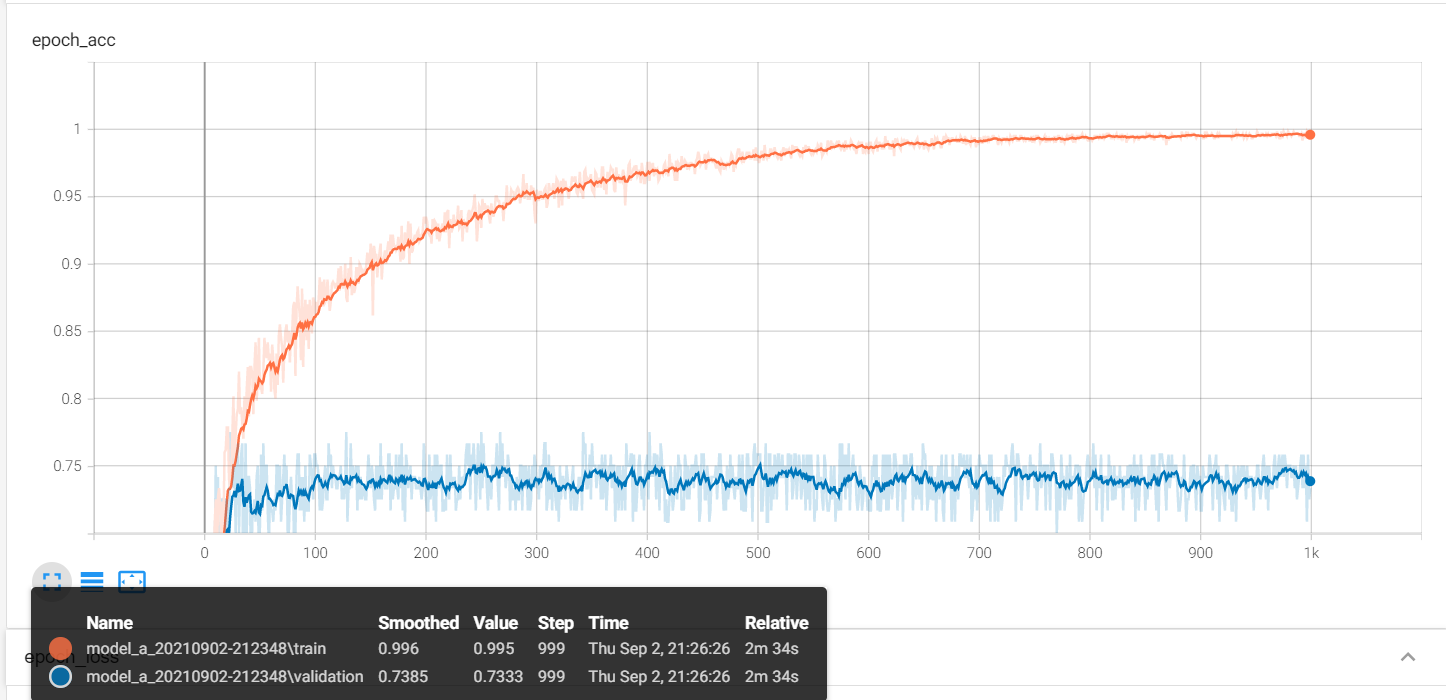 epoch_acc
1
0.95
0.9
0.85
0.8
0.75
0 100 200 300 400 500 600 700 800 900 1k
Name Smoothed Value Step Time Relative
model_a_20210902-212348\train 0.996 0.995 999 Thu Sep 2, 21:26:26 2m 34s
epoch_loss
model_a_20210902-212348\validation 0.7385 0.7333 999 Thu Sep 2, 21:26:26 2m 34s